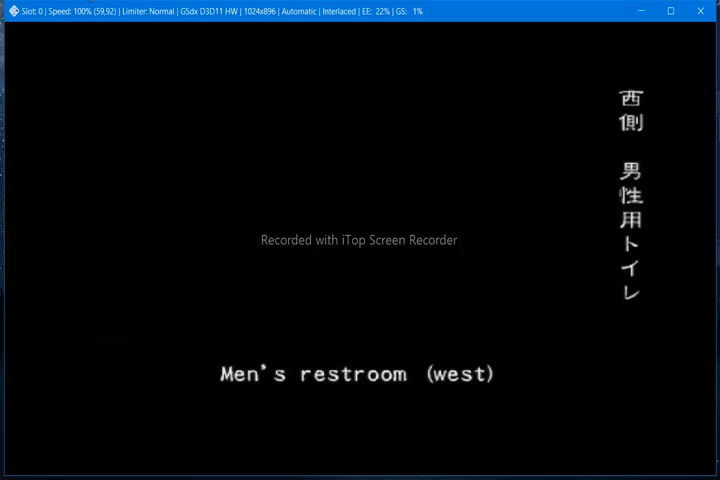 Slot: 0 | Speed: 100% (59,92) | Limiter: Normal | GSdx D3D11 HW | 1024x896 | Automatic | Interlaced | EE: 22% | GS: 1%
西側 男性用トイレ
Recorded with iTop Screen Recorder
Men's restroom (west)